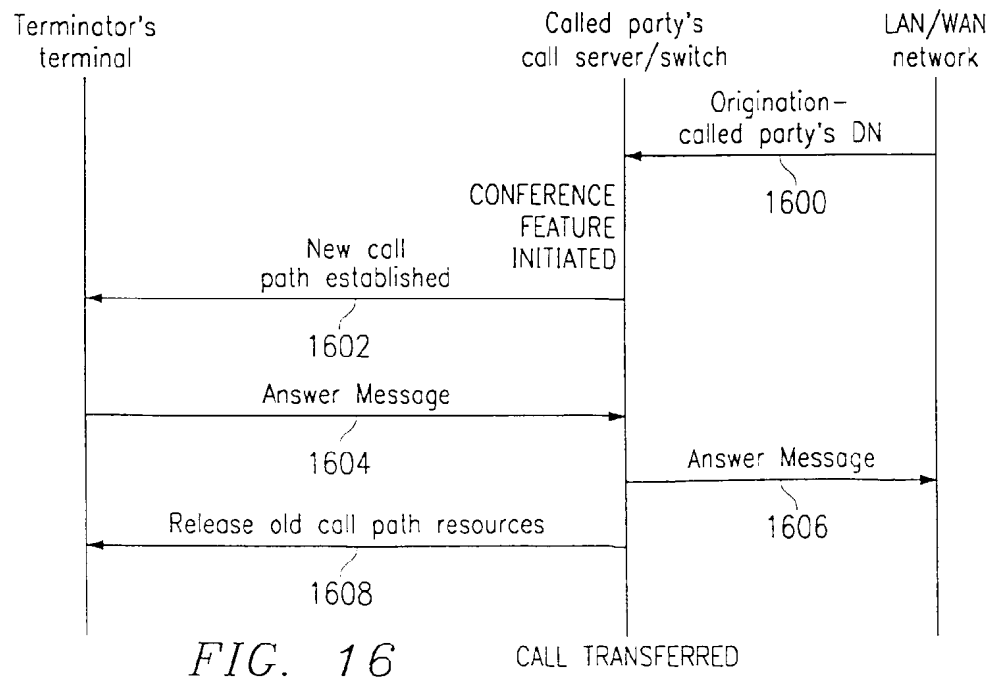 Terminator's
terminal
Called party's
call server/switch
LAN/WAN
network
Origination—
called party's DN
1600
CONFERENCE
FEATURE
INITIATED
New call
path established
1602
Answer Message
1604
Answer Message
1606
Release old call path resources
1608
FIG. 16
CALL TRANSFERRED